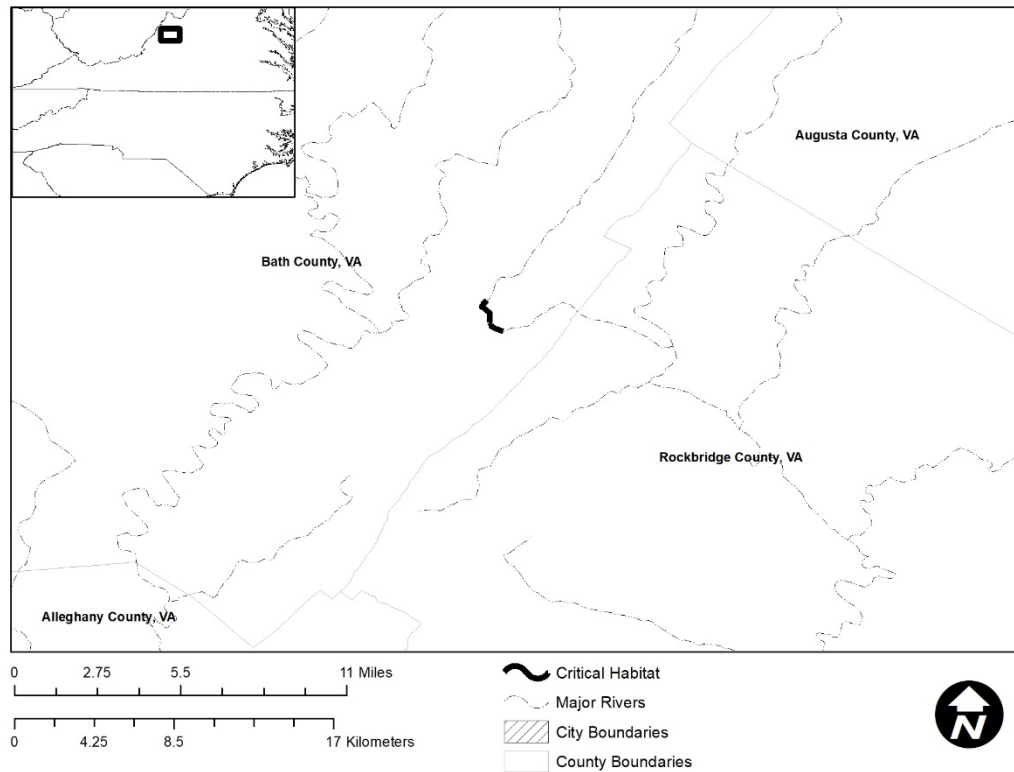 Augusta County, VA
Bath County, VA
Rockbridge County, VA
Alleghany County, VA
0 2.75 5.5 11 Miles
0 4.25 8.5 17 Kilometers
Critical Habitat
Major Rivers
City Boundaries
County Boundaries
N